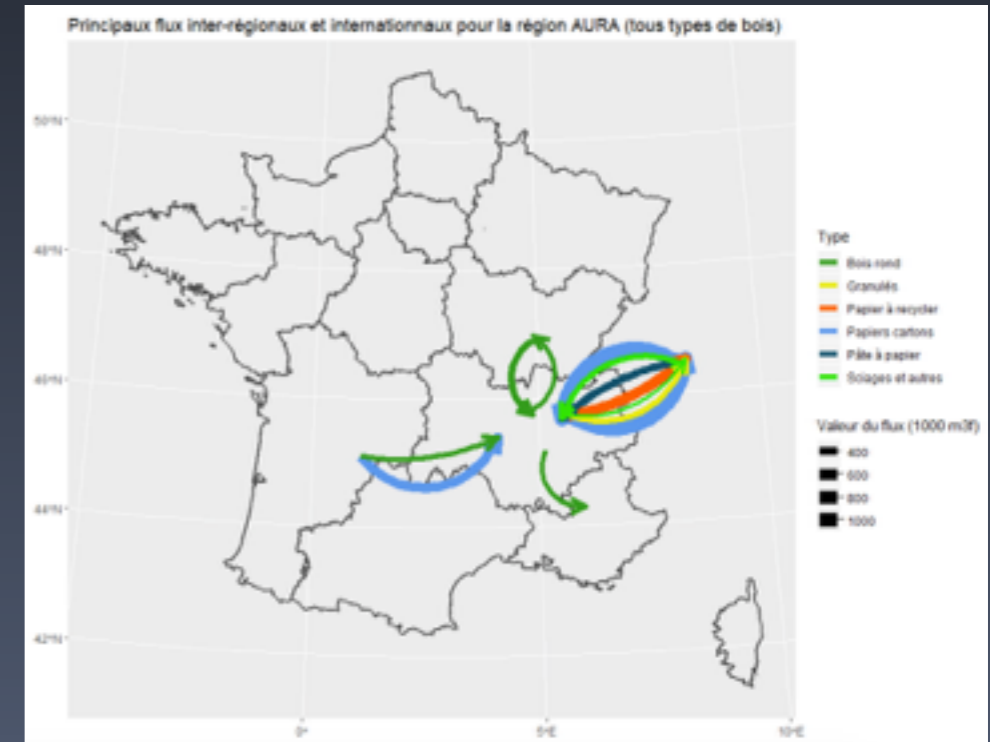 Principaux flux inter-régionaux et internationnaux pour la région AURA (tous types de bois)
50°N
48°N
46°N
44°N
42°N
0°
5°E
10°E
Type
Bois rond
Granulés
Papier à recycler
Papiers cartons
Pâte à papier
Sciages et autres
Valeur du flux (1000 m3f)
400
600
800
1000